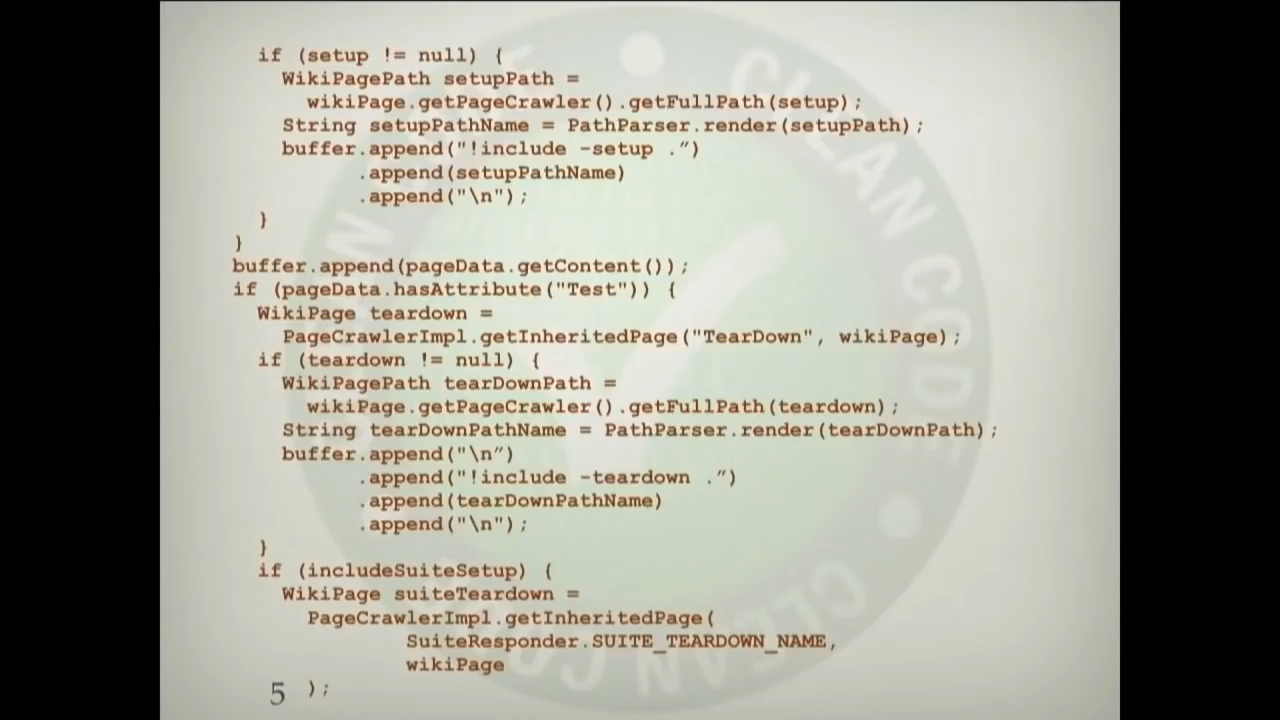 if (setup != null) {
WikiPagePath setupPath =
wikiPage.getPageCrawler().getFullPath(setup);
String setupPathName = PathParser.render(setupPath);
buffer.append("!include -setup .”)
.append(setupPathName)
.append("\n");
}
}
buffer.append(pageData.getContent());
if (pageData.hasAttribute("Test")) {
WikiPage teardown =
PageCrawlerImpl.getInheritedPage("TearDown", wikiPage);
if (teardown != null) {
WikiPagePath tearDownPath =
wikiPage.getPageCrawler().getFullPath(teardown);
String tearDownPathName = PathParser.render(tearDownPath);
buffer.append("\n”)
.append("!include -teardown .”)
.append(tearDownPathName)
.append("\n");
}
if (includeSuiteSetup) {
WikiPage suiteTeardown =
PageCrawlerImpl.getInheritedPage(
SuiteResponder.SUITE_TEARDOWN_NAME,
wikiPage
5 );
CLEAN CODE
CLEAN